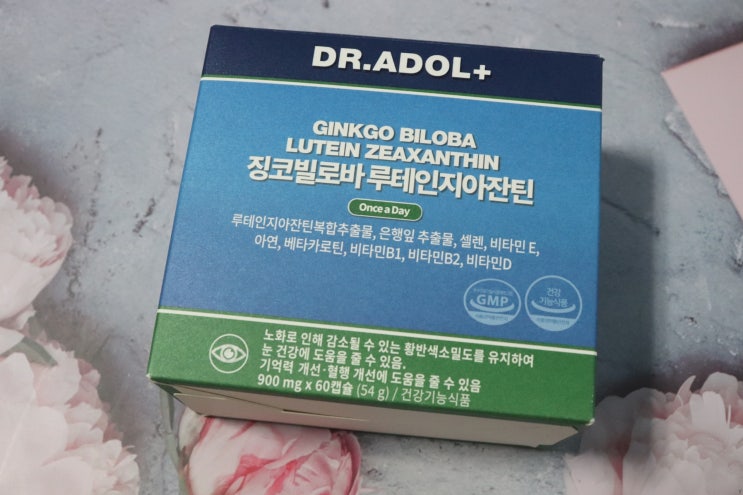 DR.ADOL+
GINKGO BILOBA
LUTEIN ZEAXANTHIN
징코빌로바 루테인지아잔틴
Once a Day
루테인지아잔틴복합추출물, 은행잎 추출물, 셀렌, 비타민 E,
아연, 베타카로틴, 비타민B1, 비타민B2, 비타민D
GMP
건강
기능식품
노화로 인해 감소될 수 있는 황반색소밀도를 유지하여
눈 건강에 도움을 줄 수 있음.
기억력 개선·혈행 개선에 도움을 줄 수 있음
900 mg x 60캡슐 (54 g) / 건강기능식품